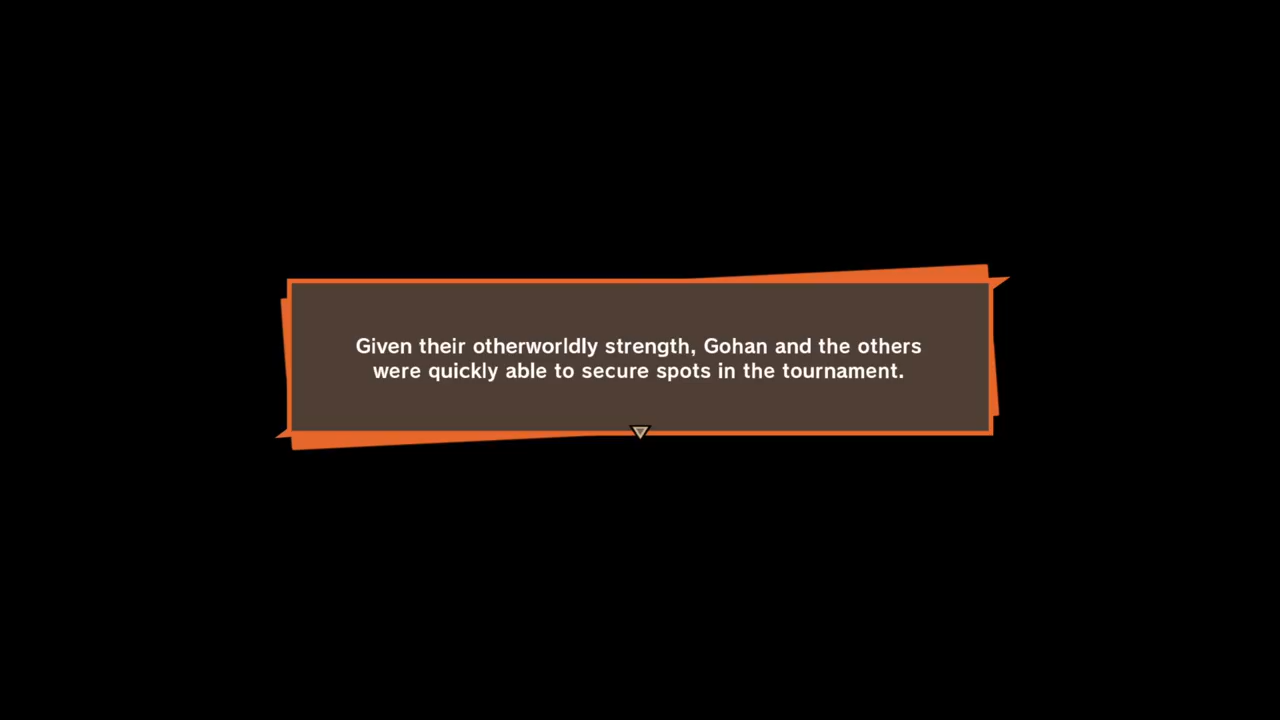 Given their otherworldly strength, Gohan and the others
were quickly able to secure spots in the tournament.